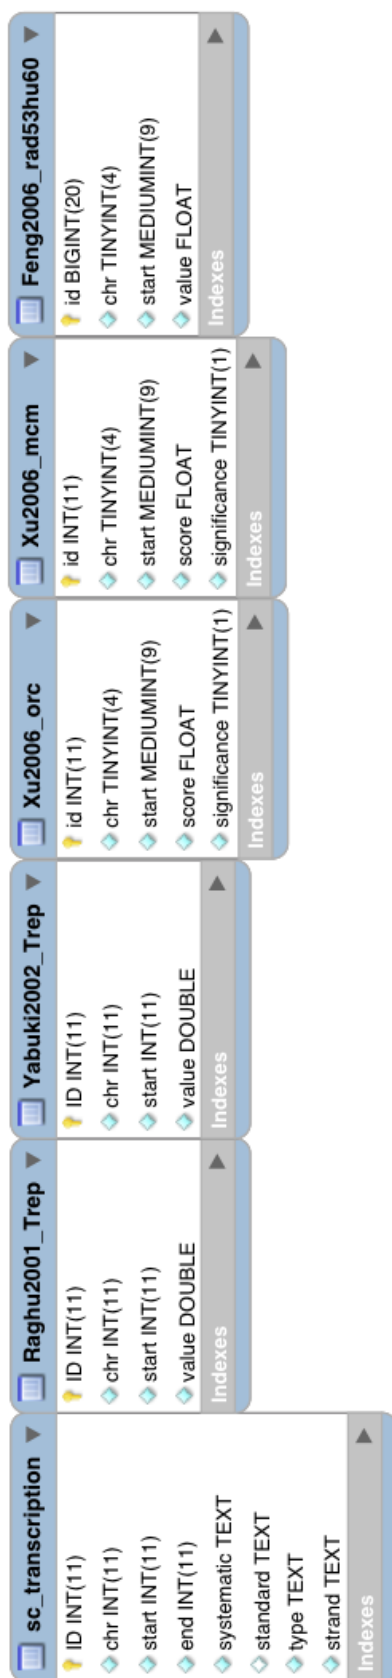 sc_transcription
ID INT(11)
chr INT(11)
start INT(11)
end INT(11)
systematic TEXT
standard TEXT
type TEXT
strand TEXT
Indexes
Raghu2001_Trep
ID INT(11)
chr INT(11)
start INT(11)
value DOUBLE
Indexes
Yabuki2002_Trep
ID INT(11)
chr INT(11)
start INT(11)
value DOUBLE
Indexes
Xu2006_orc
id INT(11)
chr TINYINT(4)
start MEDIUMINT(9)
score FLOAT
significance TINYINT(1)
Indexes
Xu2006_mcm
id INT(11)
chr TINYINT(4)
start MEDIUMINT(9)
score FLOAT
significance TINYINT(1)
Indexes
Feng2006_rad53hu60
id BIGINT(20)
chr TINYINT(4)
start MEDIUMINT(9)
value FLOAT
Indexes